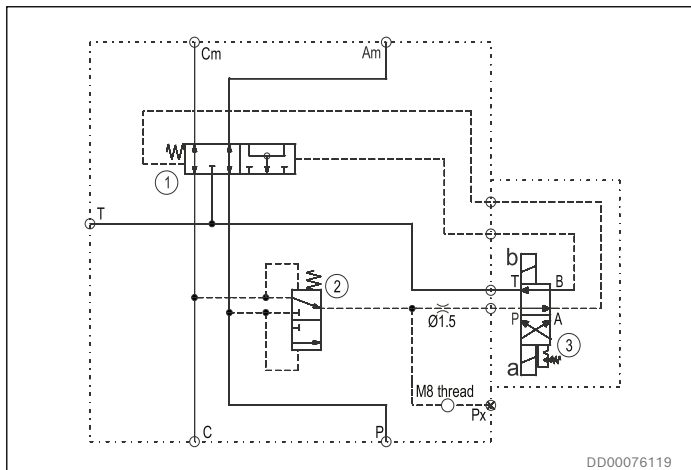 Cm
Am
1
T
b
T B
2
P A
Ø1.5
3
a
M8 thread
Px
C
P
DD00076119